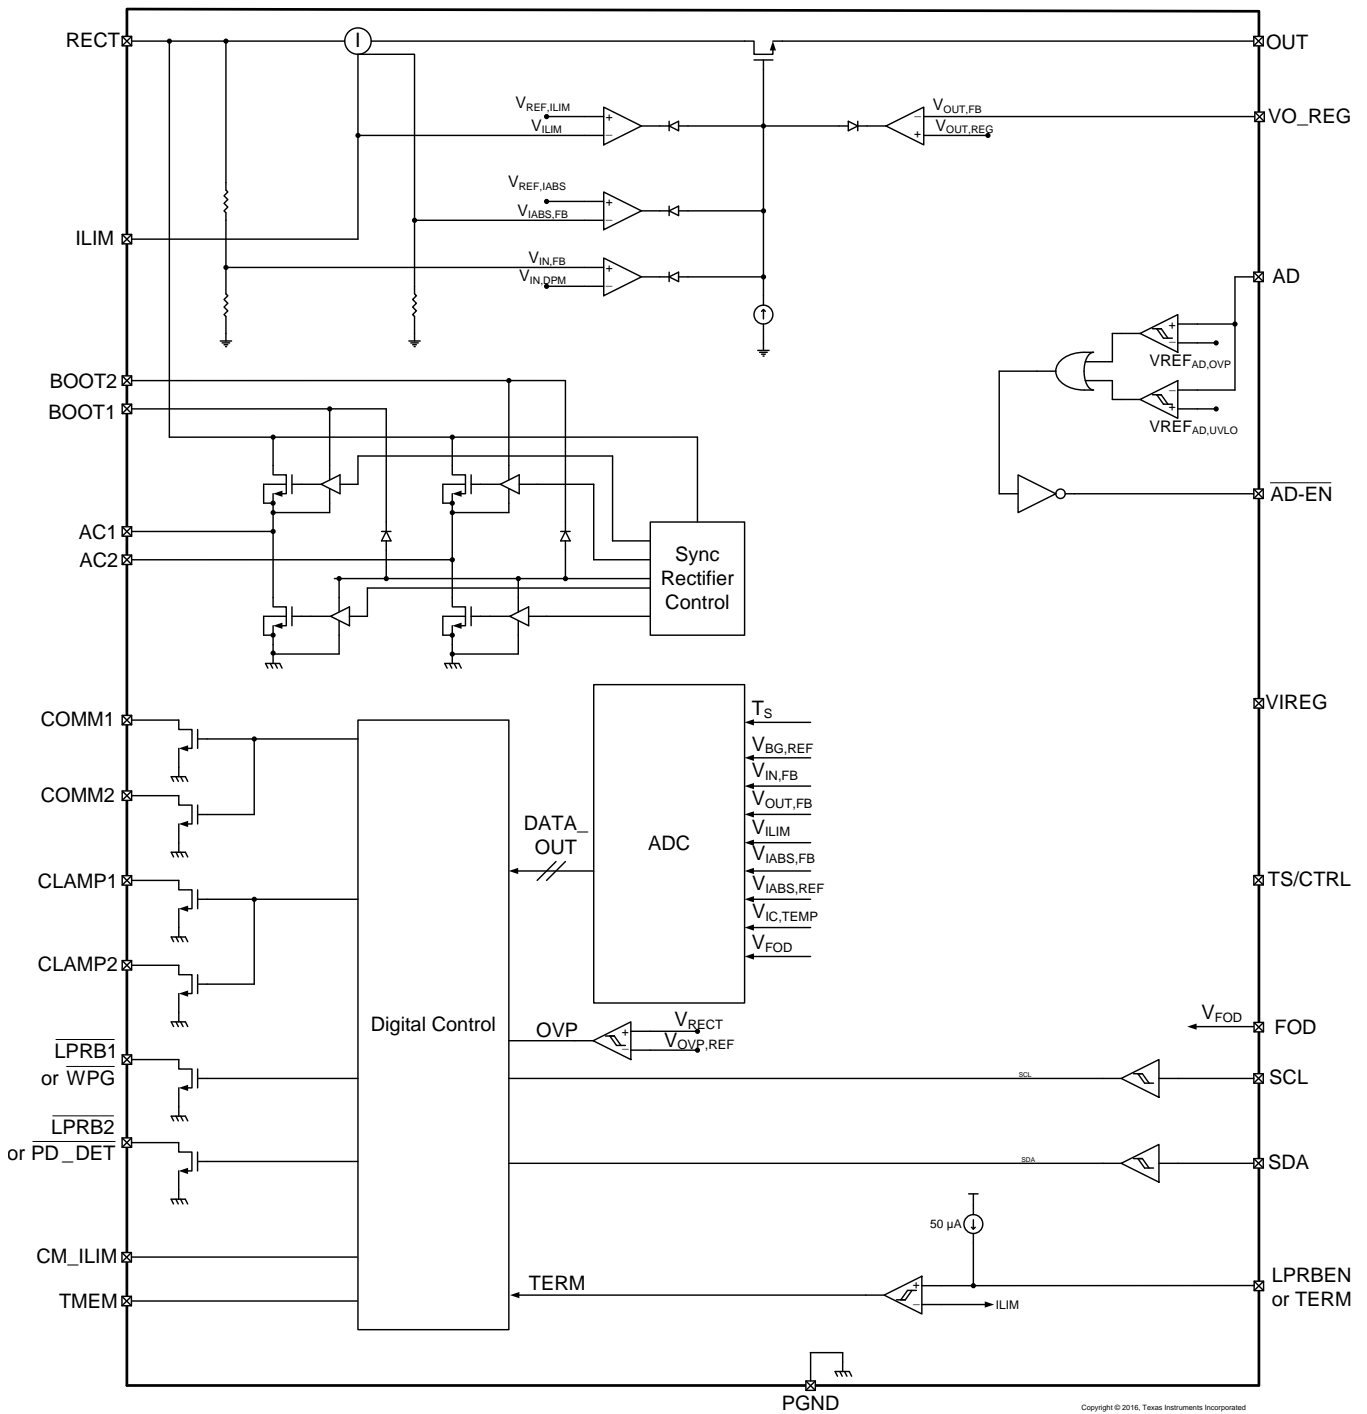 RECT
I
OUT
V_REF,ILIM
V_ILIM
+
−
V_OUT,FB
V_OUT,REG
−
+
VO_REG
V_REF,IABS
V_IABS,FB
+
−
ILIM
V_IN,FB
V_IN,DPM
+
−
AD
+
−
VREF_AD,OVP
−
+
VREF_AD,UVLO
BOOT2
BOOT1
AD-EN
AC1
AC2
Sync
Rectifier
Control
VIREG
COMM1
COMM2
CLAMP1
CLAMP2
T_S
V_BG,REF
V_IN,FB
V_OUT,FB
V_ILIM
V_IABS,FB
V_IABS,REF
V_IC,TEMP
V_FOD
ADC
DATA_
OUT
TS/CTRL
Digital Control
OVP
+
−
V_RECT
V_OVP,REF
V_FOD
FOD
LPRB1
or WPG
SCL
SCL
LPRB2
or PD_DET
SDA
SDA
50 µA
CM_ILIM
TMEM
TERM
+
−
ILIM
LPRBEN
or TERM
PGND
Copyright © 2016, Texas Instruments Incorporated